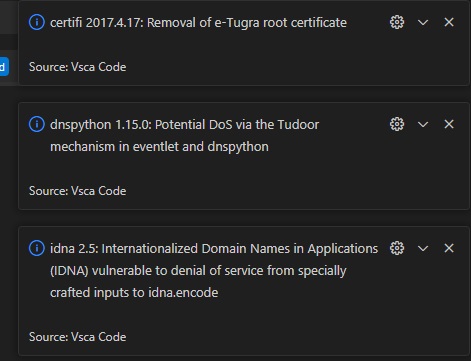 certifi 2017.4.17: Removal of e-Tugra root certificate
Source: Vsca Code
d
dnspython 1.15.0: Potential DoS via the Tudoor
mechanism in eventlet and dnspython
Source: Vsca Code
idna 2.5: Internationalized Domain Names in Applications
(IDNA) vulnerable to denial of service from specially
crafted inputs to idna.encode
Source: Vsca Code